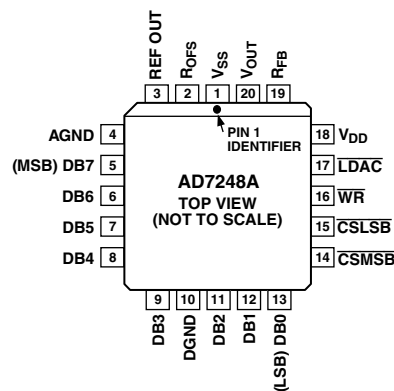 REF OUT
ROFS
VSS
VOUT
RFB
3
2
1
20
19
PIN 1
IDENTIFIER
AGND 4
(MSB) DB7 5
DB6 6
DB5 7
DB4 8
AD7248A
TOP VIEW
(NOT TO SCALE)
18 VDD
17 LDAC
16 WR
15 CSLSB
14 CSMSB
9
10
11
12
13
DB3
DGND
DB2
DB1
(LSB) DB0